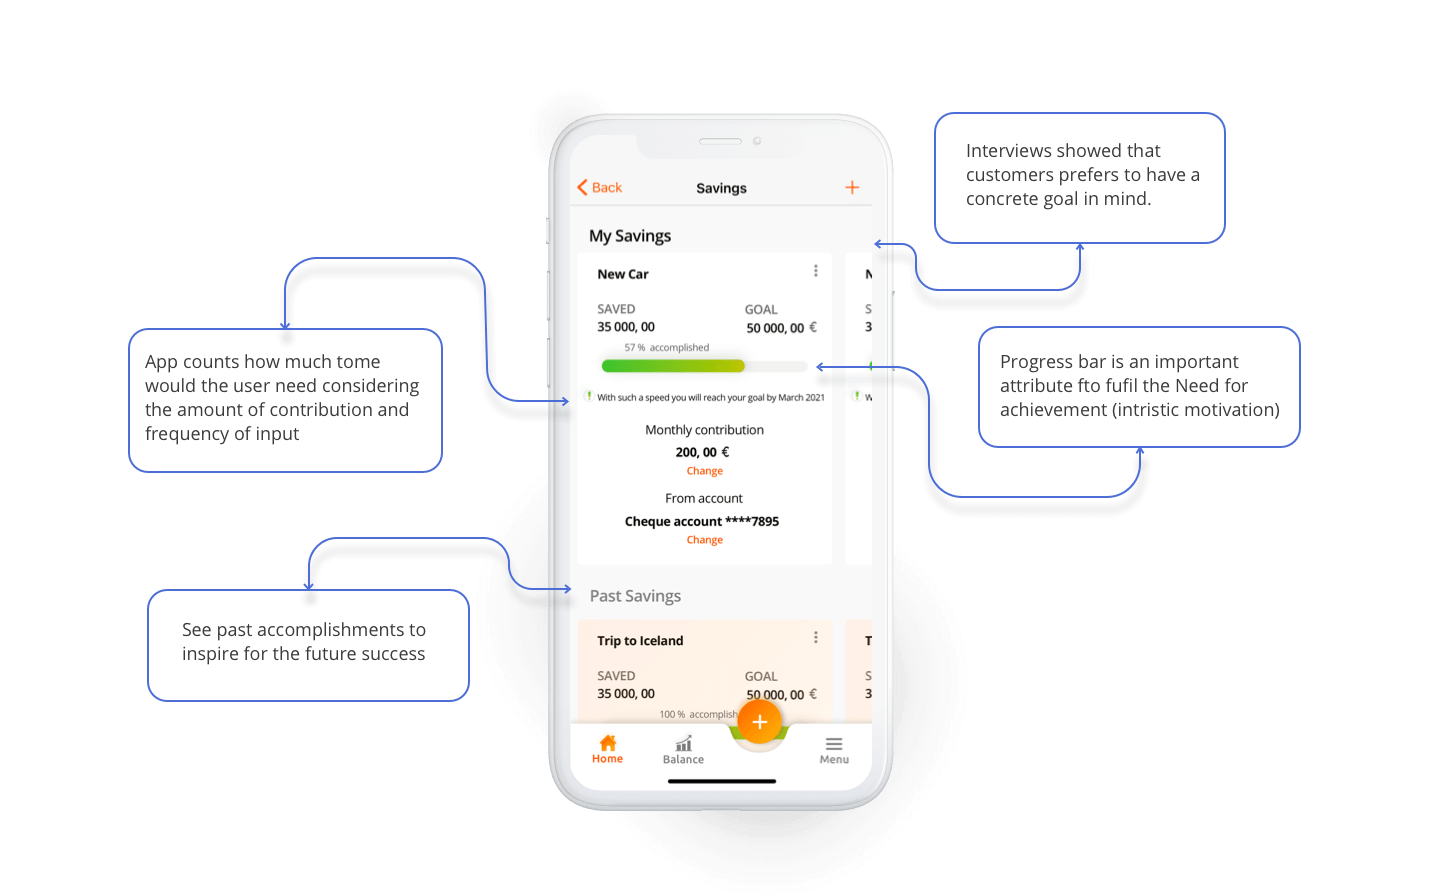 Back
Savings
+
My Savings
New Car
N
SAVED
GOAL
S
35 000, 00
50 000, 00 €
3
57 % accomplished
With such a speed you will reach your goal by March 2021
W
Monthly contribution
200, 00 €
Change
From account
Cheque account ****7895
Change
Past Savings
Trip to Iceland
T
SAVED
GOAL
S
35 000, 00
50 000, 00 €
3
100 % accomplish
+
Home
Balance
Menu
Interviews showed that
customers prefers to have a
concrete goal in mind.
App counts how much tome
would the user need considering
the amount of contribution and
frequency of input
Progress bar is an important
attribute fto fufil the Need for
achievement (intristic motivation)
See past accomplishments to
inspire for the future success